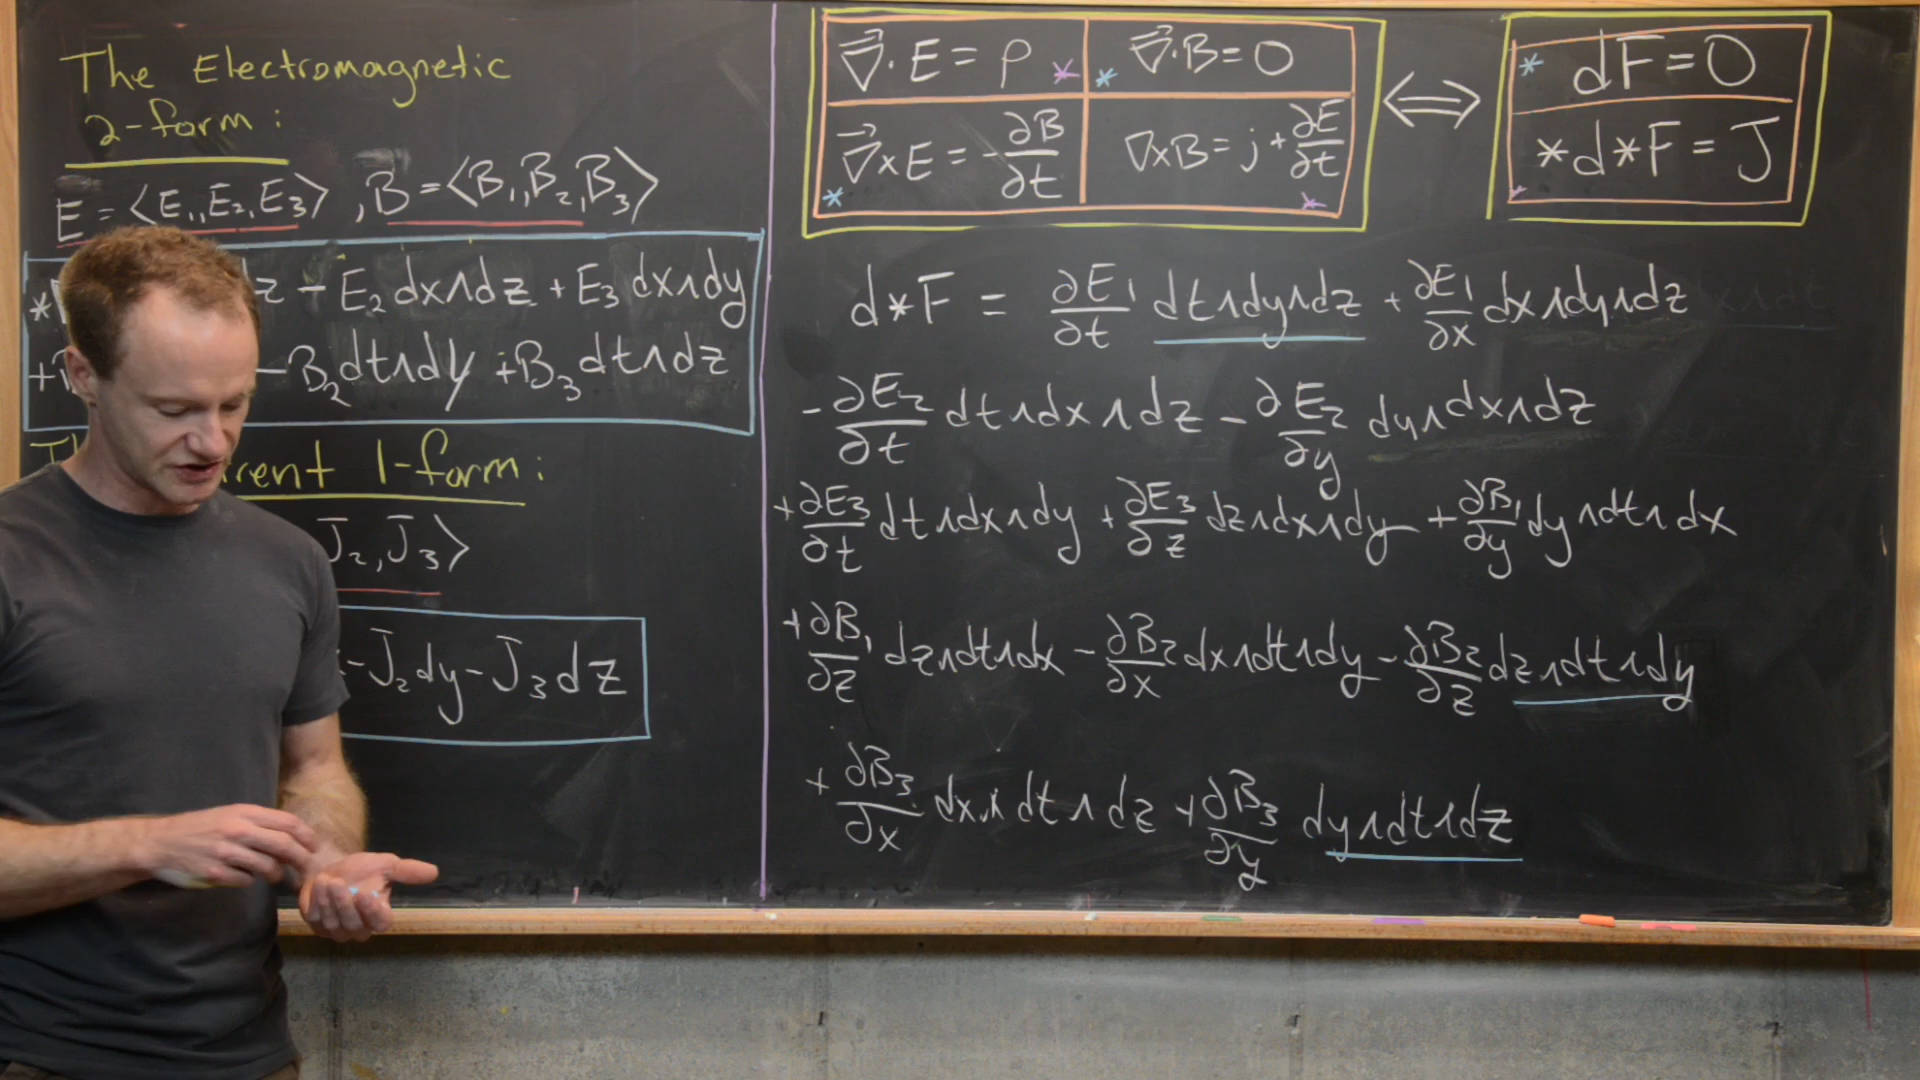 The Electromagnetic
2-form:
E = ⟨E₁,E₂,E₃⟩ , B = ⟨B₁,B₂,B₃⟩
z - E₂ dx∧dz + E₃ dx∧dy
- B₂ dt∧dy + B₃ dt∧dz
rent 1-form:
J₂, J₃⟩
- J₂ dy - J₃ dz
∇⃗·E = ρ * * ∇⃗·B = 0
∇⃗×E = -∂B/∂t * ∇×B = j + ∂E/∂t *
⟺
* dF = 0
*d*F = J *
d*F = ∂E₁/∂t dt∧dy∧dz + ∂E₁/∂x dx∧dy∧dz
- ∂E₂/∂t dt∧dx∧dz - ∂E₂/∂y dy∧dx∧dz
+ ∂E₃/∂t dt∧dx∧dy + ∂E₃/∂z dz∧dx∧dy + ∂B₁/∂y dy∧dt∧dx
+ ∂B₁/∂z dz∧dt∧dx - ∂B₂/∂x dx∧dt∧dy - ∂B₂/∂z dz∧dt∧dy
+ ∂B₃/∂x dx∧dt∧dz + ∂B₃/∂y dy∧dt∧dz